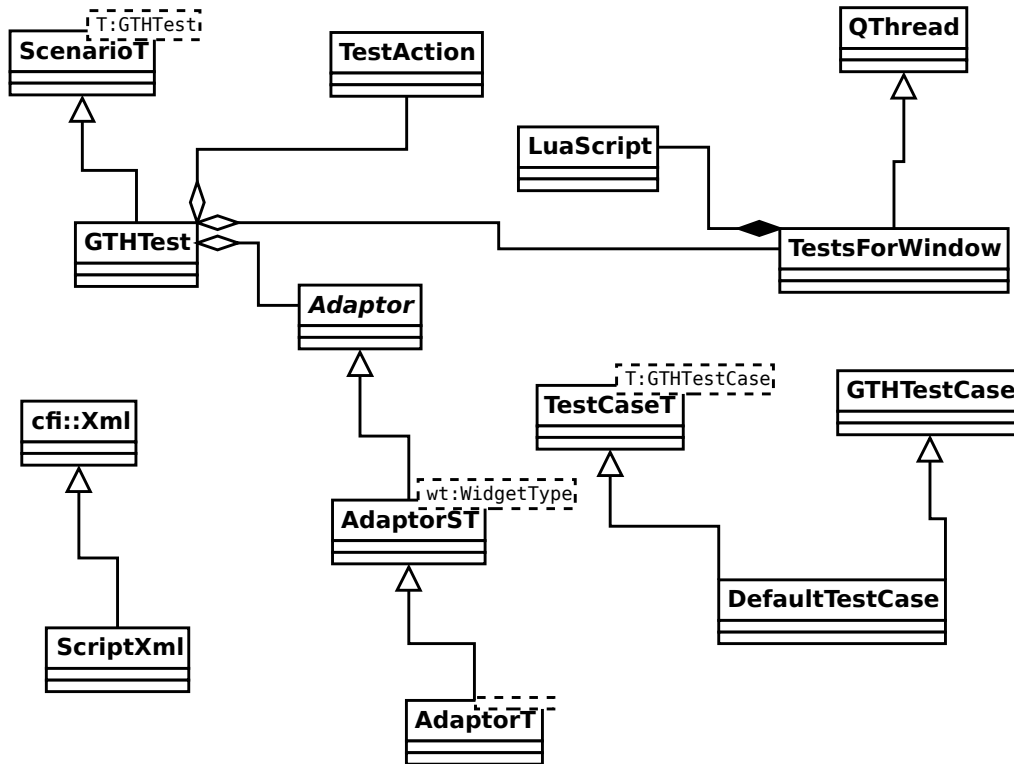 T:GTHTest
ScenarioT
TestAction
QThread
LuaScript
GTHTest
TestsForWindow
Adaptor
T:GTHTestCase
TestCaseT
GTHTestCase
cfi::Xml
wt:WidgetType
AdaptorST
DefaultTestCase
ScriptXml
AdaptorT